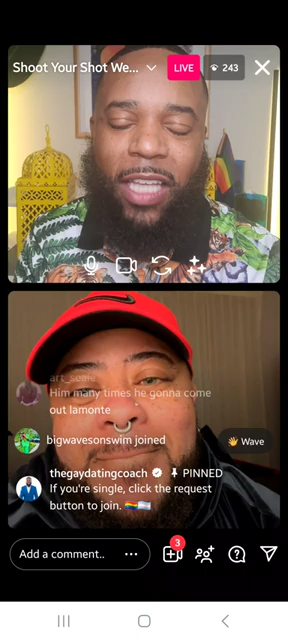 Shoot Your Shot We...
LIVE
243
art_seale
Him many times he gonna come
out lamonte
bigwavesonswim joined
👋 Wave
thegaydatingcoach PINNED
If you're single, click the request
button to join. 🏳️‍🌈🏳️‍⚧️
Add a comment..
3